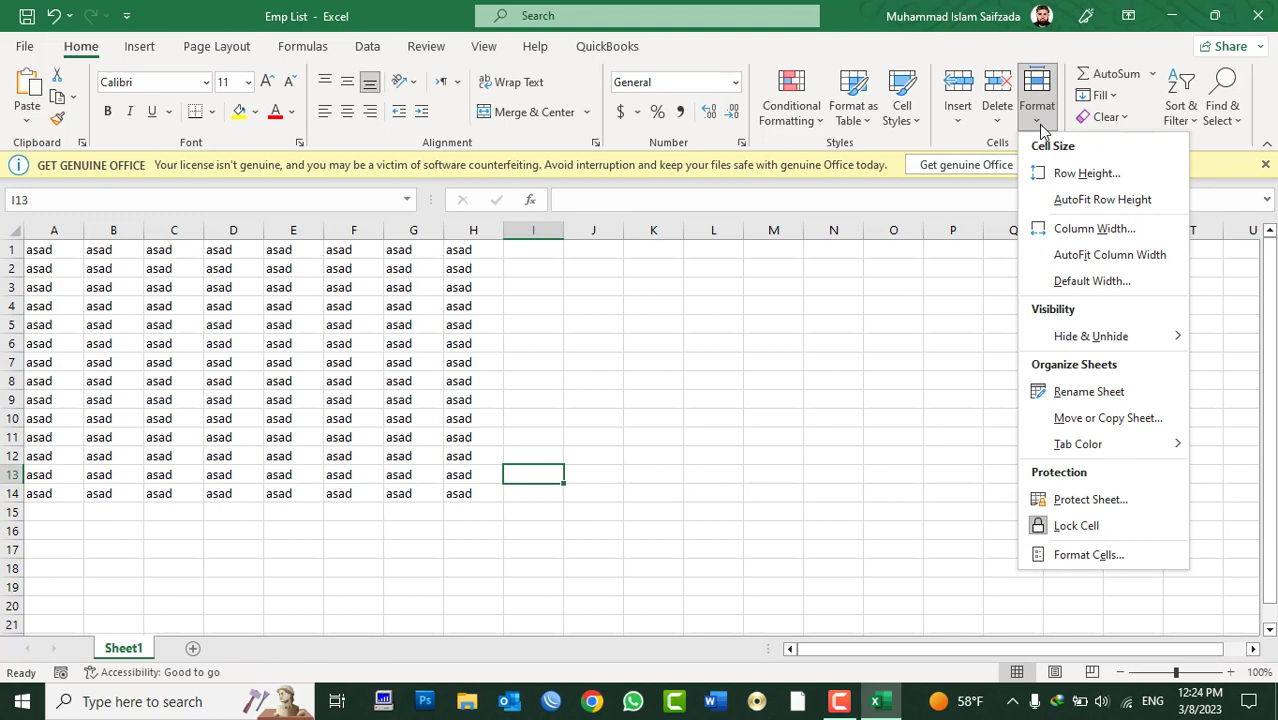 Emp List - Excel
Search
Muhammad Islam Saifzada
File Home Insert Page Layout Formulas Data Review View Help QuickBooks Share
Paste
Calibri 11
B I U
Wrap Text
Merge & Center
General
$ %
Conditional Formatting
Format as Table
Cell Styles
Insert
Delete
Format
AutoSum
Fill
Clear
Sort & Filter
Find & Select
Clipboard Font Alignment Number Styles Cells
GET GENUINE OFFICE Your license isn't genuine, and you may be a victim of software counterfeiting. Avoid interruption and keep your files safe with genuine Office today. Get genuine Office
I13 fx
A B C D E F G H I J K L M N O P Q T U
1 asad asad asad asad asad asad asad asad
2 asad asad asad asad asad asad asad asad
3 asad asad asad asad asad asad asad asad
4 asad asad asad asad asad asad asad asad
5 asad asad asad asad asad asad asad asad
6 asad asad asad asad asad asad asad asad
7 asad asad asad asad asad asad asad asad
8 asad asad asad asad asad asad asad asad
9 asad asad asad asad asad asad asad asad
10 asad asad asad asad asad asad asad asad
11 asad asad asad asad asad asad asad asad
12 asad asad asad asad asad asad asad asad
13 asad asad asad asad asad asad asad asad
14 asad asad asad asad asad asad asad asad
15
16
17
18
19
20
21
Cell Size
Row Height...
AutoFit Row Height
Column Width...
AutoFit Column Width
Default Width...
Visibility
Hide & Unhide
Organize Sheets
Rename Sheet
Move or Copy Sheet...
Tab Color
Protection
Protect Sheet...
Lock Cell
Format Cells...
Sheet1
Ready Accessibility: Good to go 100%
Type here to search
58°F
ENG
12:24 PM
3/8/2023